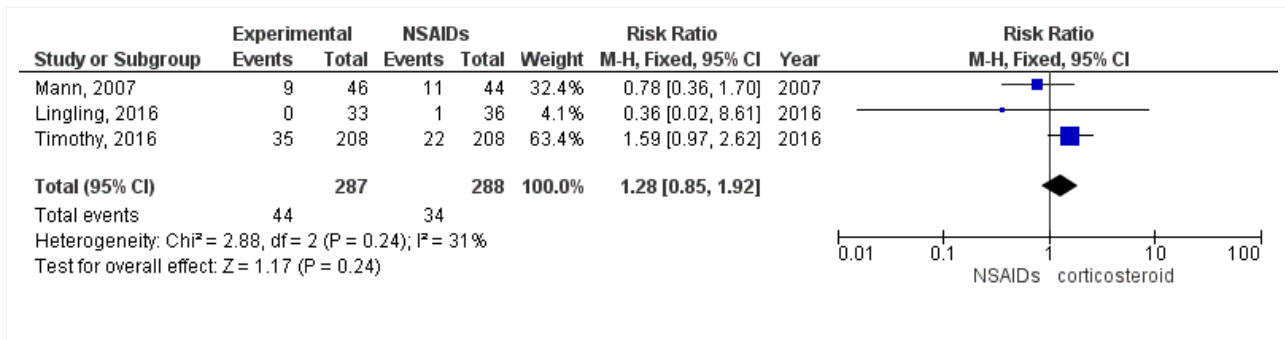 Experimental NSAIDs Risk Ratio Risk Ratio
Study or Subgroup Events Total Events Total Weight M-H, Fixed, 95% CI Year M-H, Fixed, 95% CI
Mann, 2007 9 46 11 44 32.4% 0.78 [0.36, 1.70] 2007
Lingling, 2016 0 33 1 36 4.1% 0.36 [0.02, 8.61] 2016
Timothy, 2016 35 208 22 208 63.4% 1.59 [0.97, 2.62] 2016
Total (95% CI) 287 288 100.0% 1.28 [0.85, 1.92]
Total events 44 34
Heterogeneity: Chi² = 2.88, df = 2 (P = 0.24); I² = 31%
Test for overall effect: Z = 1.17 (P = 0.24)
0.01 0.1 1 10 100
NSAIDs corticosteroid